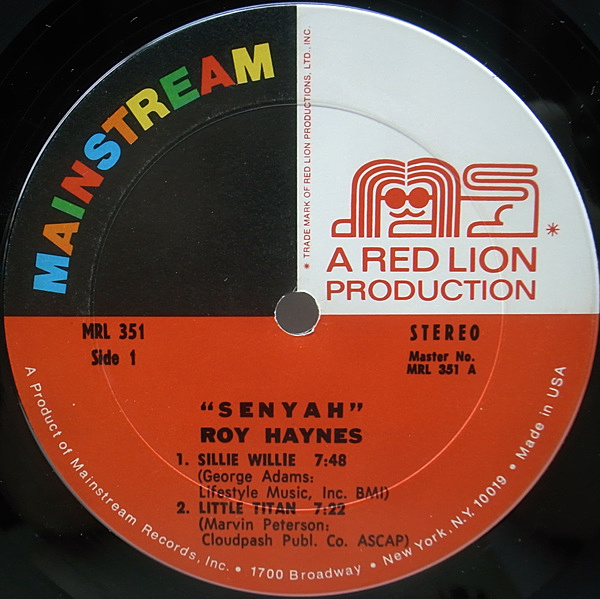 MAINSTREAM
* TRADE MARK OF RED LION PRODUCTIONS, LTD., INC.
*
A RED LION
PRODUCTION
MRL 351
Side 1
STEREO
Master No.
MRL 351 A
"SENYAH"
ROY HAYNES
1. SILLIE WILLIE 7:48
(George Adams:
Lifestyle Music, Inc. BMI)
2. LITTLE TITAN 7:22
(Marvin Peterson:
Cloudpash Publ. Co. ASCAP)
A Product of Mainstream Records, Inc. • 1700 Broadway • New York, N.Y. 10019 • Made in USA